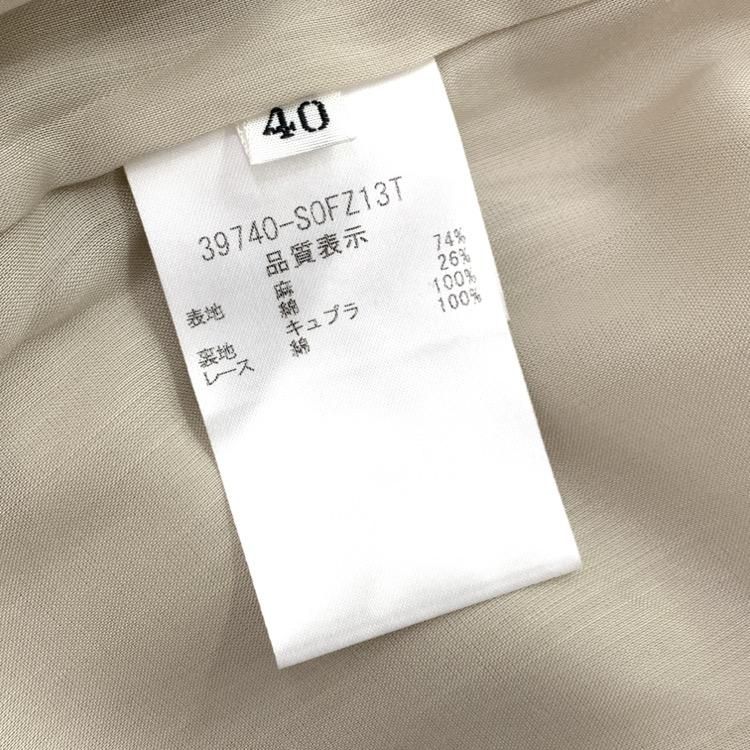 40
39740-S0FZ13T
品質表示
表地 麻 74%
綿 26%
裏地 キュプラ 100%
レース 綿 100%